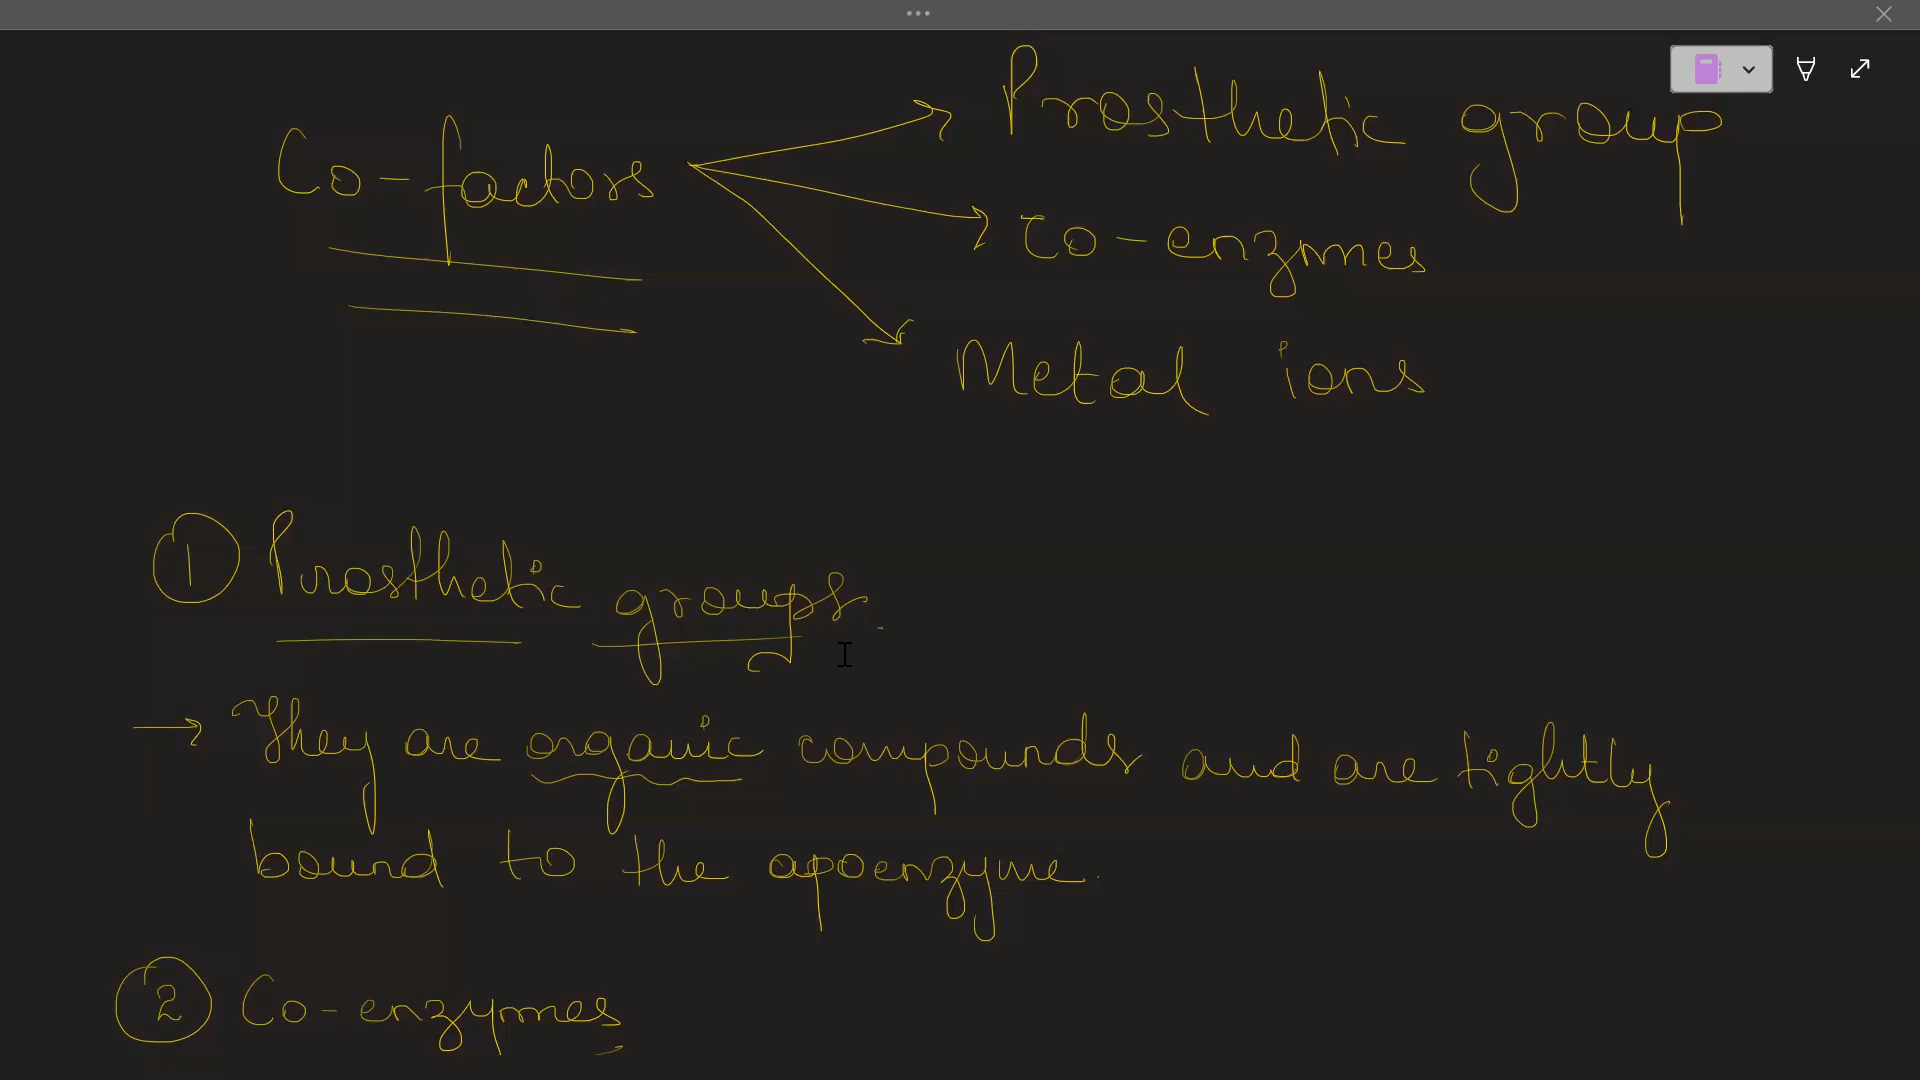 Co-factors
Prosthetic group
Co-enzymes
Metal ions
1 Prosthetic groups
→ They are organic compounds and are tightly
bound to the apoenzyme.
2 Co-enzymes